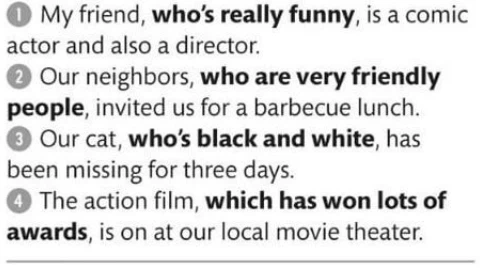 1 My friend, who's really funny, is a comic
actor and also a director.
2 Our neighbors, who are very friendly
people, invited us for a barbecue lunch.
3 Our cat, who's black and white, has
been missing for three days.
4 The action film, which has won lots of
awards, is on at our local movie theater.